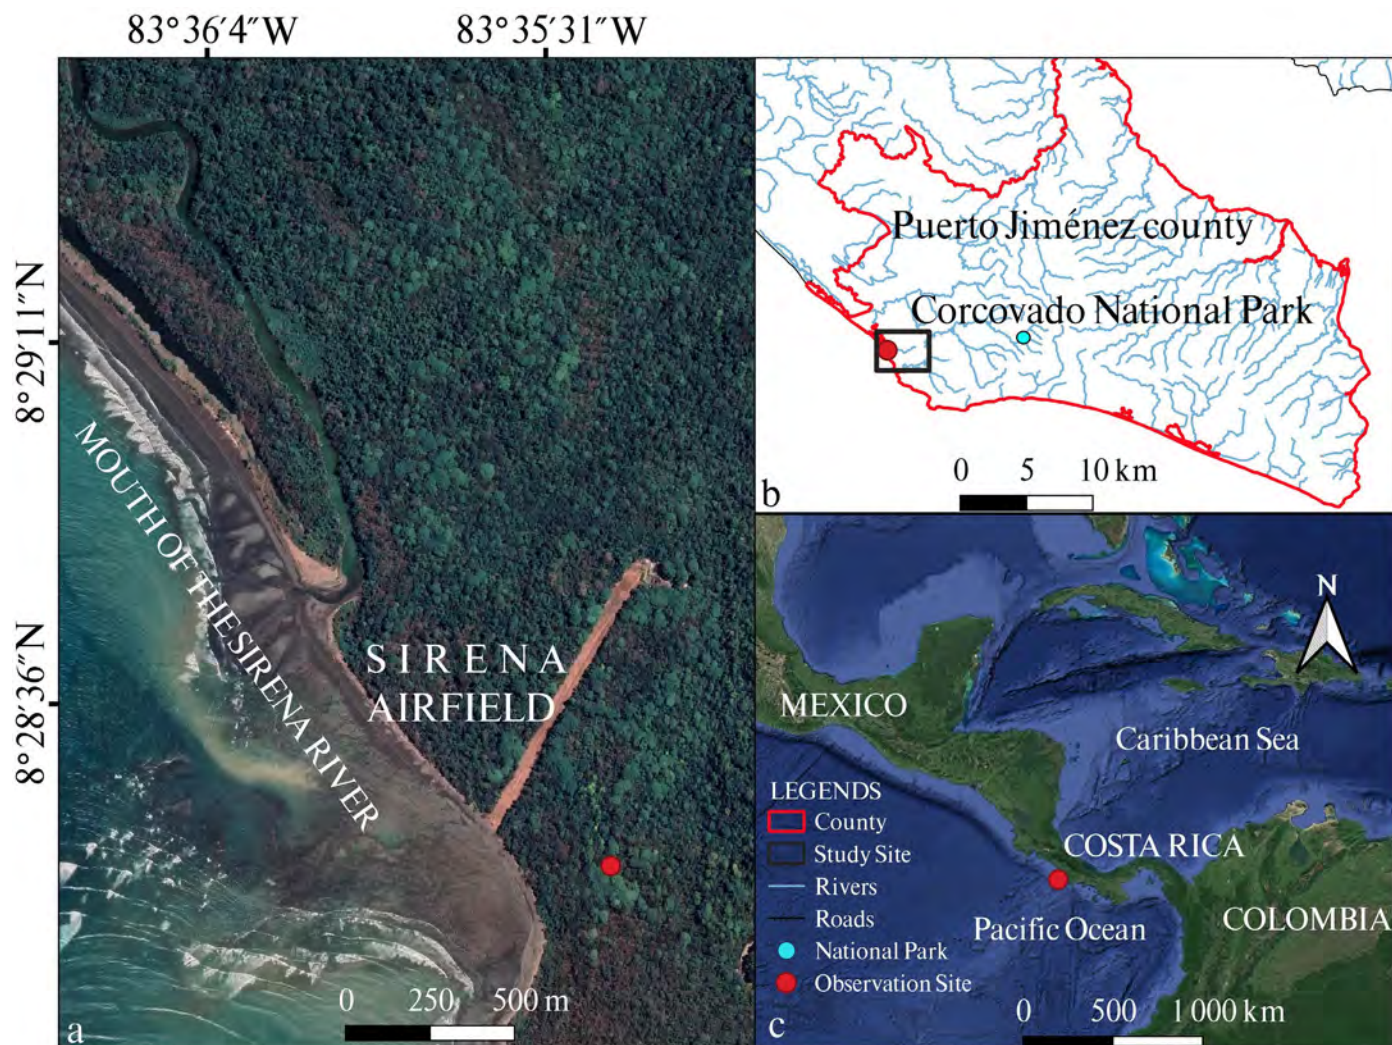 83°36′4″W
83°35′31″W
8°29′11″N
8°28′36″N
MOUTH OF THE SIRENA RIVER
SIRENA
AIRFIELD
0 250 500 m
a
Puerto Jiménez county
Corcovado National Park
0 5 10 km
b
N
MEXICO
Caribbean Sea
LEGENDS
County
Study Site
Rivers
Roads
National Park
Observation Site
COSTA RICA
Pacific Ocean
COLOMBIA
0 500 1 000 km
c